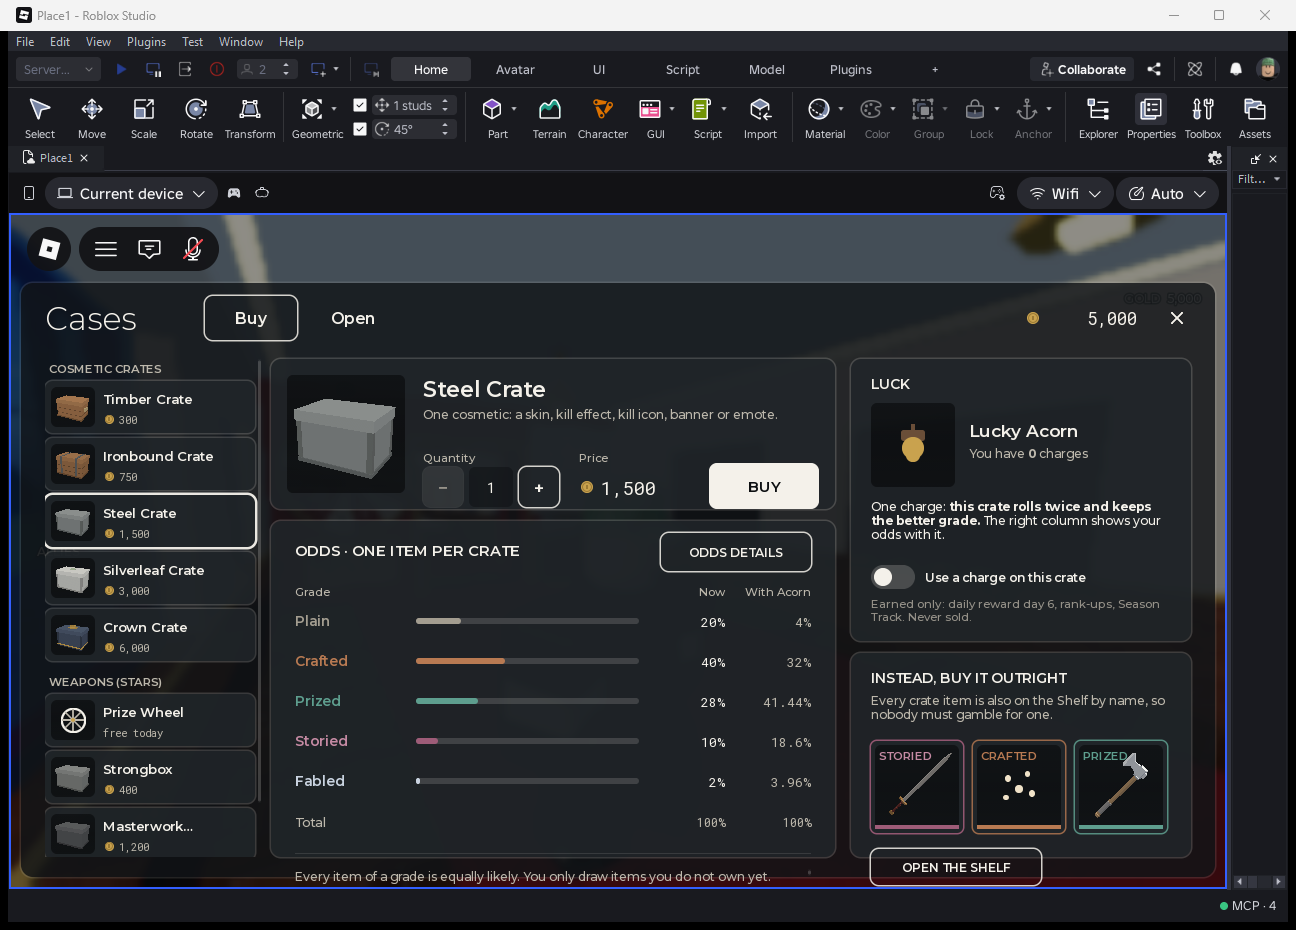 Place1 - Roblox Studio
File Edit View Plugins Test Window Help
Server... 2 Home Avatar UI Script Model Plugins + Collaborate
1 studs
45°
Select Move Scale Rotate Transform Geometric Part Terrain Character GUI Script Import Material Color Group Lock Anchor Explorer Properties Toolbox Assets
Place1
Filt...
Current device Wifi Auto
Cases Buy Open 5,000
COSMETIC CRATES
Timber Crate
300
Ironbound Crate
750
Steel Crate
1,500
Silverleaf Crate
3,000
Crown Crate
6,000
WEAPONS (STARS)
Prize Wheel
free today
Strongbox
400
Masterwork...
1,200
Steel Crate
One cosmetic: a skin, kill effect, kill icon, banner or emote.
Quantity Price
− 1 + 1,500 BUY
ODDS · ONE ITEM PER CRATE ODDS DETAILS
Grade Now With Acorn
Plain 20% 4%
Crafted 40% 32%
Prized 28% 41.44%
Storied 10% 18.6%
Fabled 2% 3.96%
Total 100% 100%
Every item of a grade is equally likely. You only draw items you do not own yet.
LUCK
Lucky Acorn
You have 0 charges
One charge: this crate rolls twice and keeps
the better grade. The right column shows your
odds with it.
Use a charge on this crate
Earned only: daily reward day 6, rank-ups, Season
Track. Never sold.
INSTEAD, BUY IT OUTRIGHT
Every crate item is also on the Shelf by name, so
nobody must gamble for one.
STORIED CRAFTED PRIZED
OPEN THE SHELF
MCP · 4